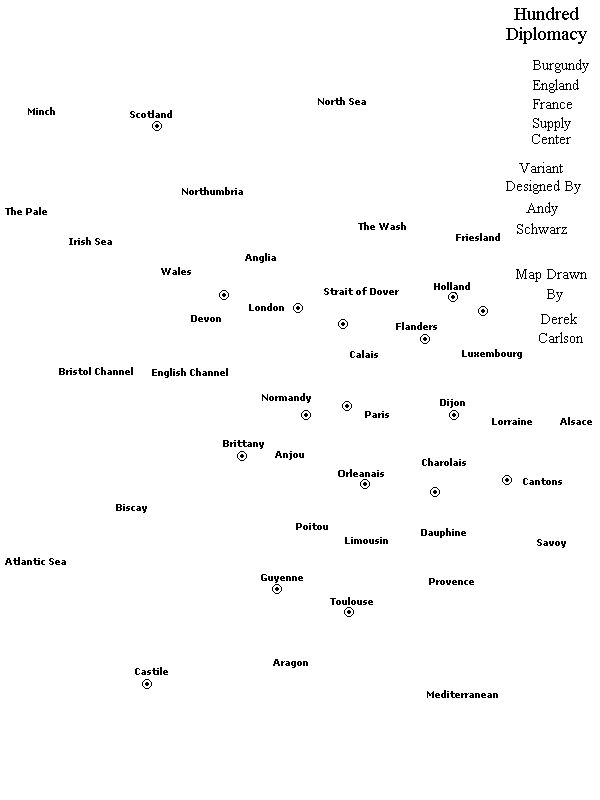 Hundred
Diplomacy
Burgundy
England
France
Supply
Center
Variant
Designed By
Andy
Schwarz
Map Drawn
By
Derek
Carlson
North Sea
Minch
Scotland
Northumbria
The Pale
The Wash
Friesland
Irish Sea
Anglia
Wales
Holland
Strait of Dover
London
Devon
Flanders
Calais
Luxembourg
Bristol Channel
English Channel
Normandy
Dijon
Paris
Lorraine
Alsace
Brittany
Anjou
Charolais
Orleanais
Cantons
Biscay
Poitou
Dauphine
Limousin
Savoy
Atlantic Sea
Guyenne
Provence
Toulouse
Aragon
Castile
Mediterranean